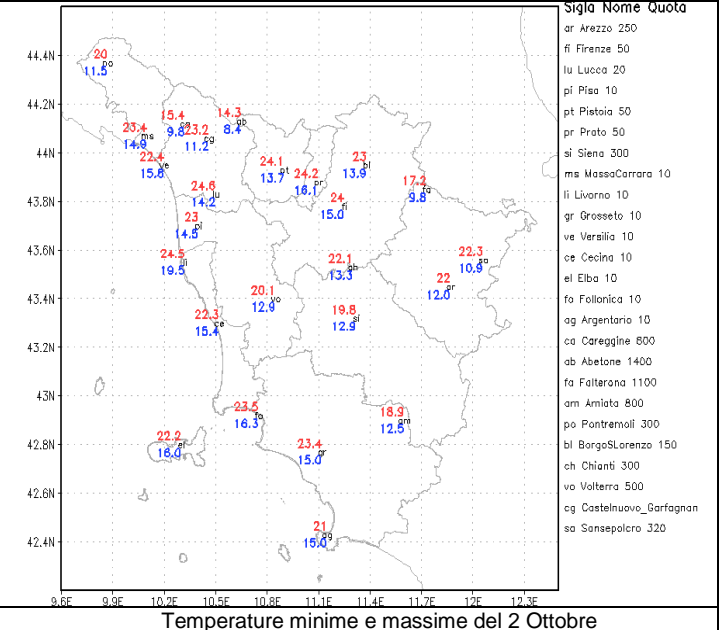 Sigla Nome Quota
ar Arezzo 250
fi Firenze 50
lu Lucca 20
pi Pisa 10
pt Pistoia 50
pr Prato 50
si Siena 300
ms MassaCarrara 10
li Livorno 10
gr Grosseto 10
ve Versilia 10
ce Cecina 10
el Elba 10
fo Follonica 10
ag Argentario 10
ca Careggine 800
ab Abetone 1400
fa Falterona 1100
am Amiata 800
po Pontremoli 300
bl BorgoSLorenzo 150
ch Chianti 300
vo Volterra 500
cg Castelnuovo_Garfagnan
sa Sansepolcro 320
44.4N
44.2N
44N
43.8N
43.6N
43.4N
43.2N
43N
42.8N
42.6N
42.4N
20
po
11.5
15.4
ca
9.8
14.3
ab
8.4
23.4
ms
14.9
23.2
cg
11.2
22.4
ve
15.8
24.1
pt
13.7
24.2
pr
16.1
23
bl
13.9
24.6
lu
14.2
24
fi
15.0
17.2
fa
9.8
23
pi
14.5
24.5
li
19.5
22.1
13.3
22.3
sa
10.9
22
ar
12.0
20.1
vo
12.9
19.8
si
12.9
22.3
ce
15.4
23.5
fo
16.3
18.9
am
12.5
22.2
el
16.0
23.4
gr
15.0
21
ag
15.0
9.6E 9.9E 10.2E 10.5E 10.8E 11.1E 11.4E 11.7E 12E 12.3E
Temperature minime e massime del 2 Ottobre